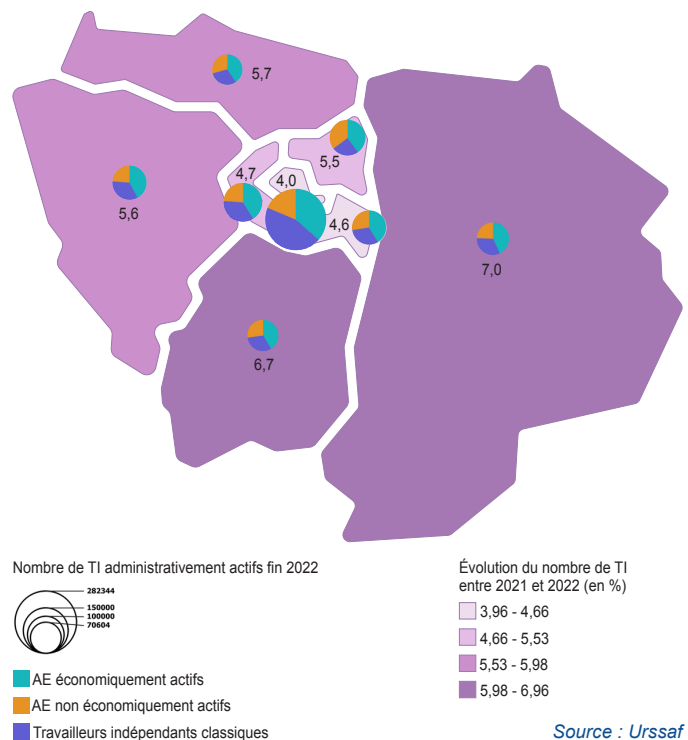 5,7
5,5
4,7
4,0
5,6
4,6
7,0
6,7
Nombre de TI administrativement actifs fin 2022
282344
150000
100000
70604
AE économiquement actifs
AE non économiquement actifs
Travailleurs indépendants classiques
Évolution du nombre de TI
entre 2021 et 2022 (en %)
3,96 - 4,66
4,66 - 5,53
5,53 - 5,98
5,98 - 6,96
Source : Urssaf